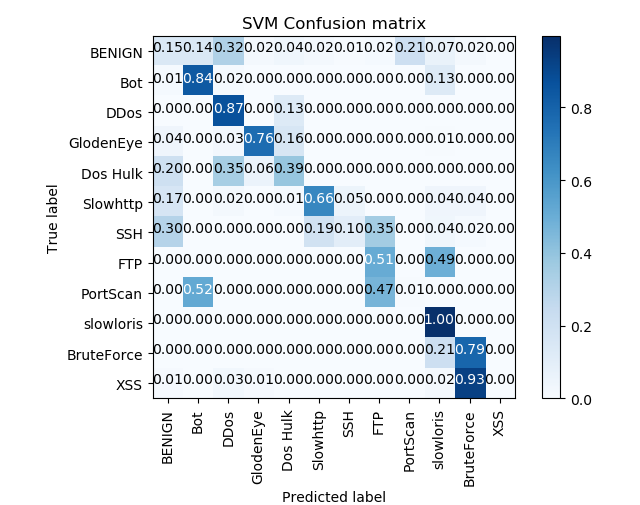 SVM Confusion matrix
BENIGN 0.15 0.14 0.32 0.02 0.04 0.02 0.01 0.02 0.21 0.07 0.02 0.00
Bot 0.01 0.84 0.02 0.00 0.00 0.00 0.00 0.00 0.00 0.13 0.00 0.00
DDos 0.00 0.00 0.87 0.00 0.13 0.00 0.00 0.00 0.00 0.00 0.00 0.00
GlodenEye 0.04 0.00 0.03 0.76 0.16 0.00 0.00 0.00 0.00 0.01 0.00 0.00
Dos Hulk 0.20 0.00 0.35 0.06 0.39 0.00 0.00 0.00 0.00 0.00 0.00 0.00
Slowhttp 0.17 0.00 0.02 0.00 0.01 0.66 0.05 0.00 0.00 0.04 0.04 0.00
SSH 0.30 0.00 0.00 0.00 0.00 0.19 0.10 0.35 0.00 0.04 0.02 0.00
FTP 0.00 0.00 0.00 0.00 0.00 0.00 0.00 0.51 0.00 0.49 0.00 0.00
PortScan 0.00 0.52 0.00 0.00 0.00 0.00 0.00 0.47 0.01 0.00 0.00 0.00
slowloris 0.00 0.00 0.00 0.00 0.00 0.00 0.00 0.00 0.00 1.00 0.00 0.00
BruteForce 0.00 0.00 0.00 0.00 0.00 0.00 0.00 0.00 0.00 0.21 0.79 0.00
XSS 0.01 0.00 0.03 0.01 0.00 0.00 0.00 0.00 0.00 0.02 0.93 0.00
True label
BENIGN
Bot
DDos
GlodenEye
Dos Hulk
Slowhttp
SSH
FTP
PortScan
slowloris
BruteForce
XSS
Predicted label
0.8
0.6
0.4
0.2
0.0